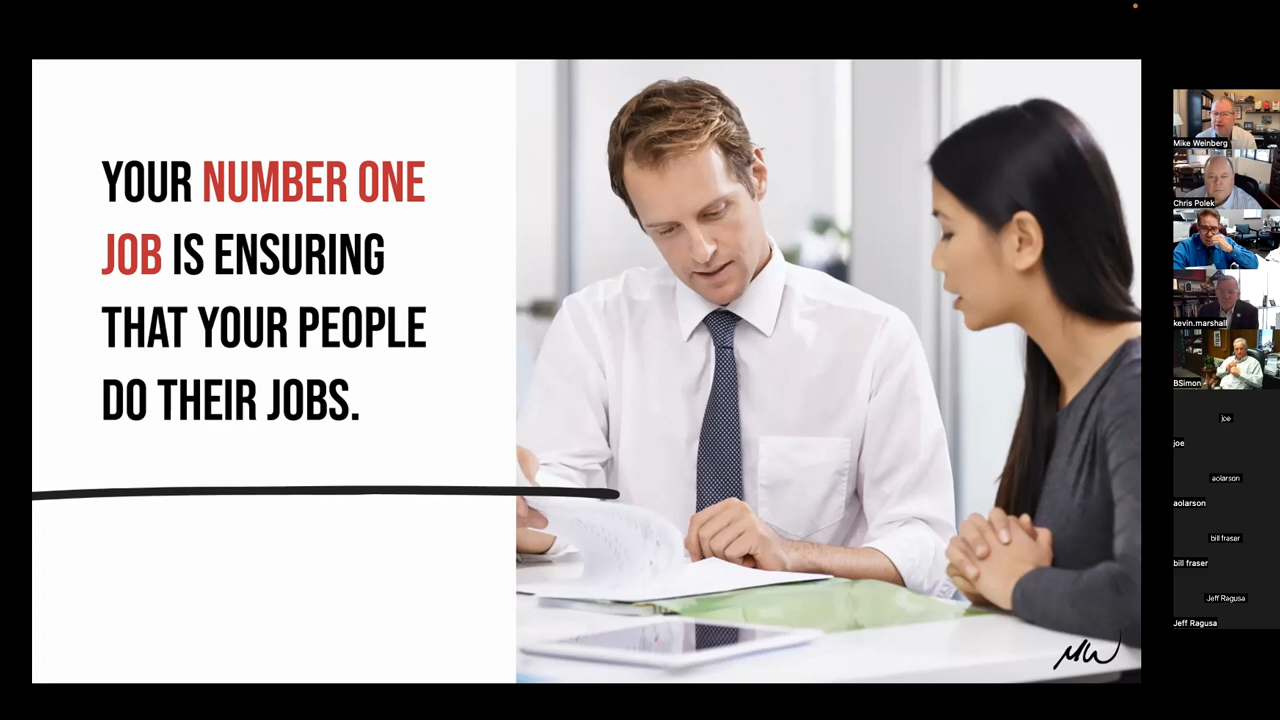 YOUR NUMBER ONE
JOB IS ENSURING
THAT YOUR PEOPLE
DO THEIR JOBS.
MW
Mike Weinberg
Chris Polek
kevin.marshall
BSimon
joe
joe
aolarson
aolarson
bill fraser
bill fraser
Jeff Ragusa
Jeff Ragusa